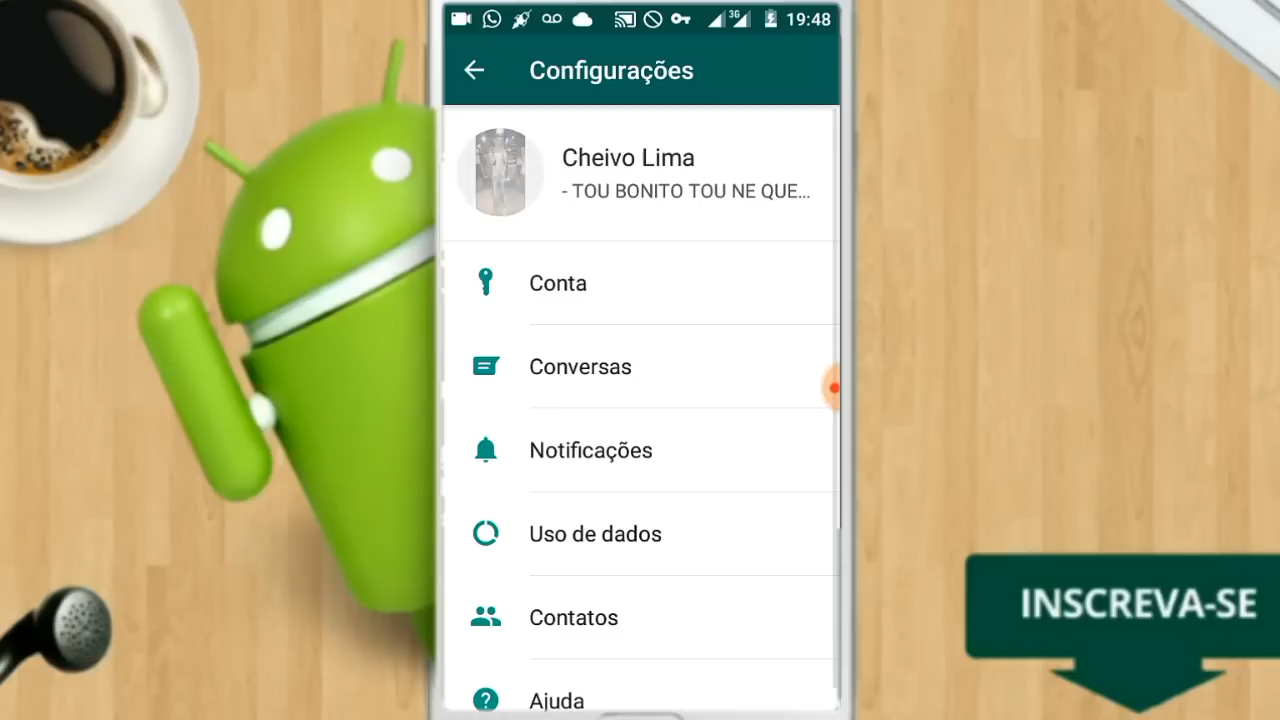 3G 19:48
Configurações
Cheivo Lima
- TOU BONITO TOU NE QUE...
Conta
Conversas
Notificações
Uso de dados
Contatos
Ajuda
INSCREVA-SE